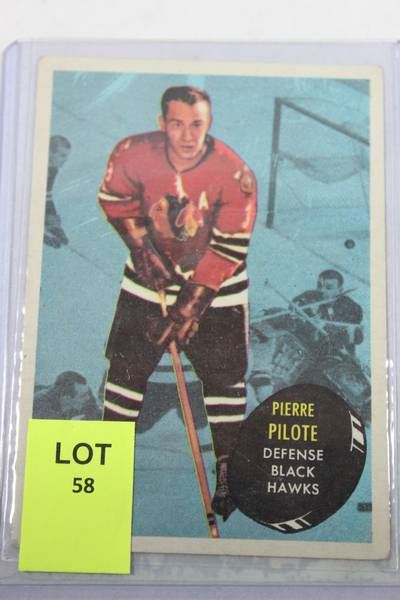 PIERRE
PILOTE
DEFENSE
BLACK
HAWKS
LOT
58